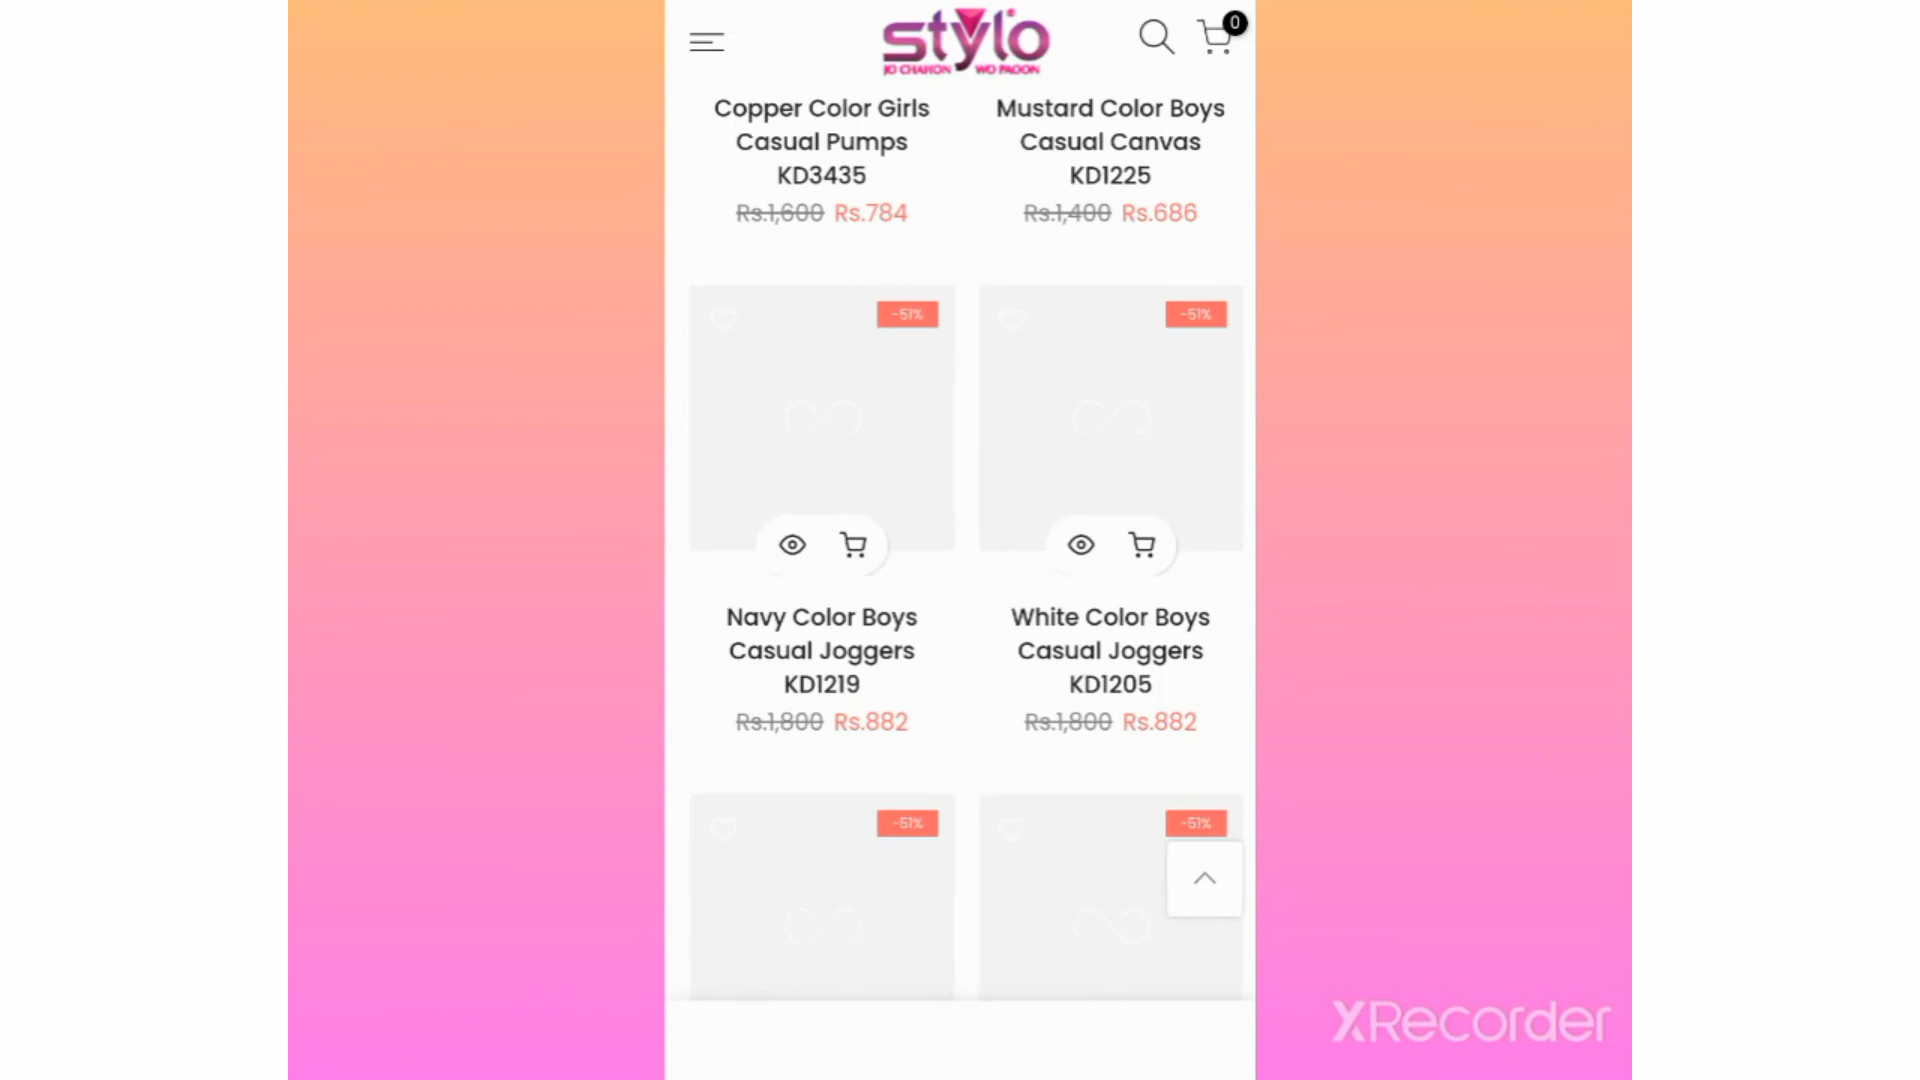 stylo
JO CHAHON WO PAOON
0
Copper Color Girls
Casual Pumps
KD3435
Rs.1,600 Rs.784
Mustard Color Boys
Casual Canvas
KD1225
Rs.1,400 Rs.686
-51%
-51%
Navy Color Boys
Casual Joggers
KD1219
Rs.1,800 Rs.882
White Color Boys
Casual Joggers
KD1205
Rs.1,800 Rs.882
-51%
-51%
XRecorder